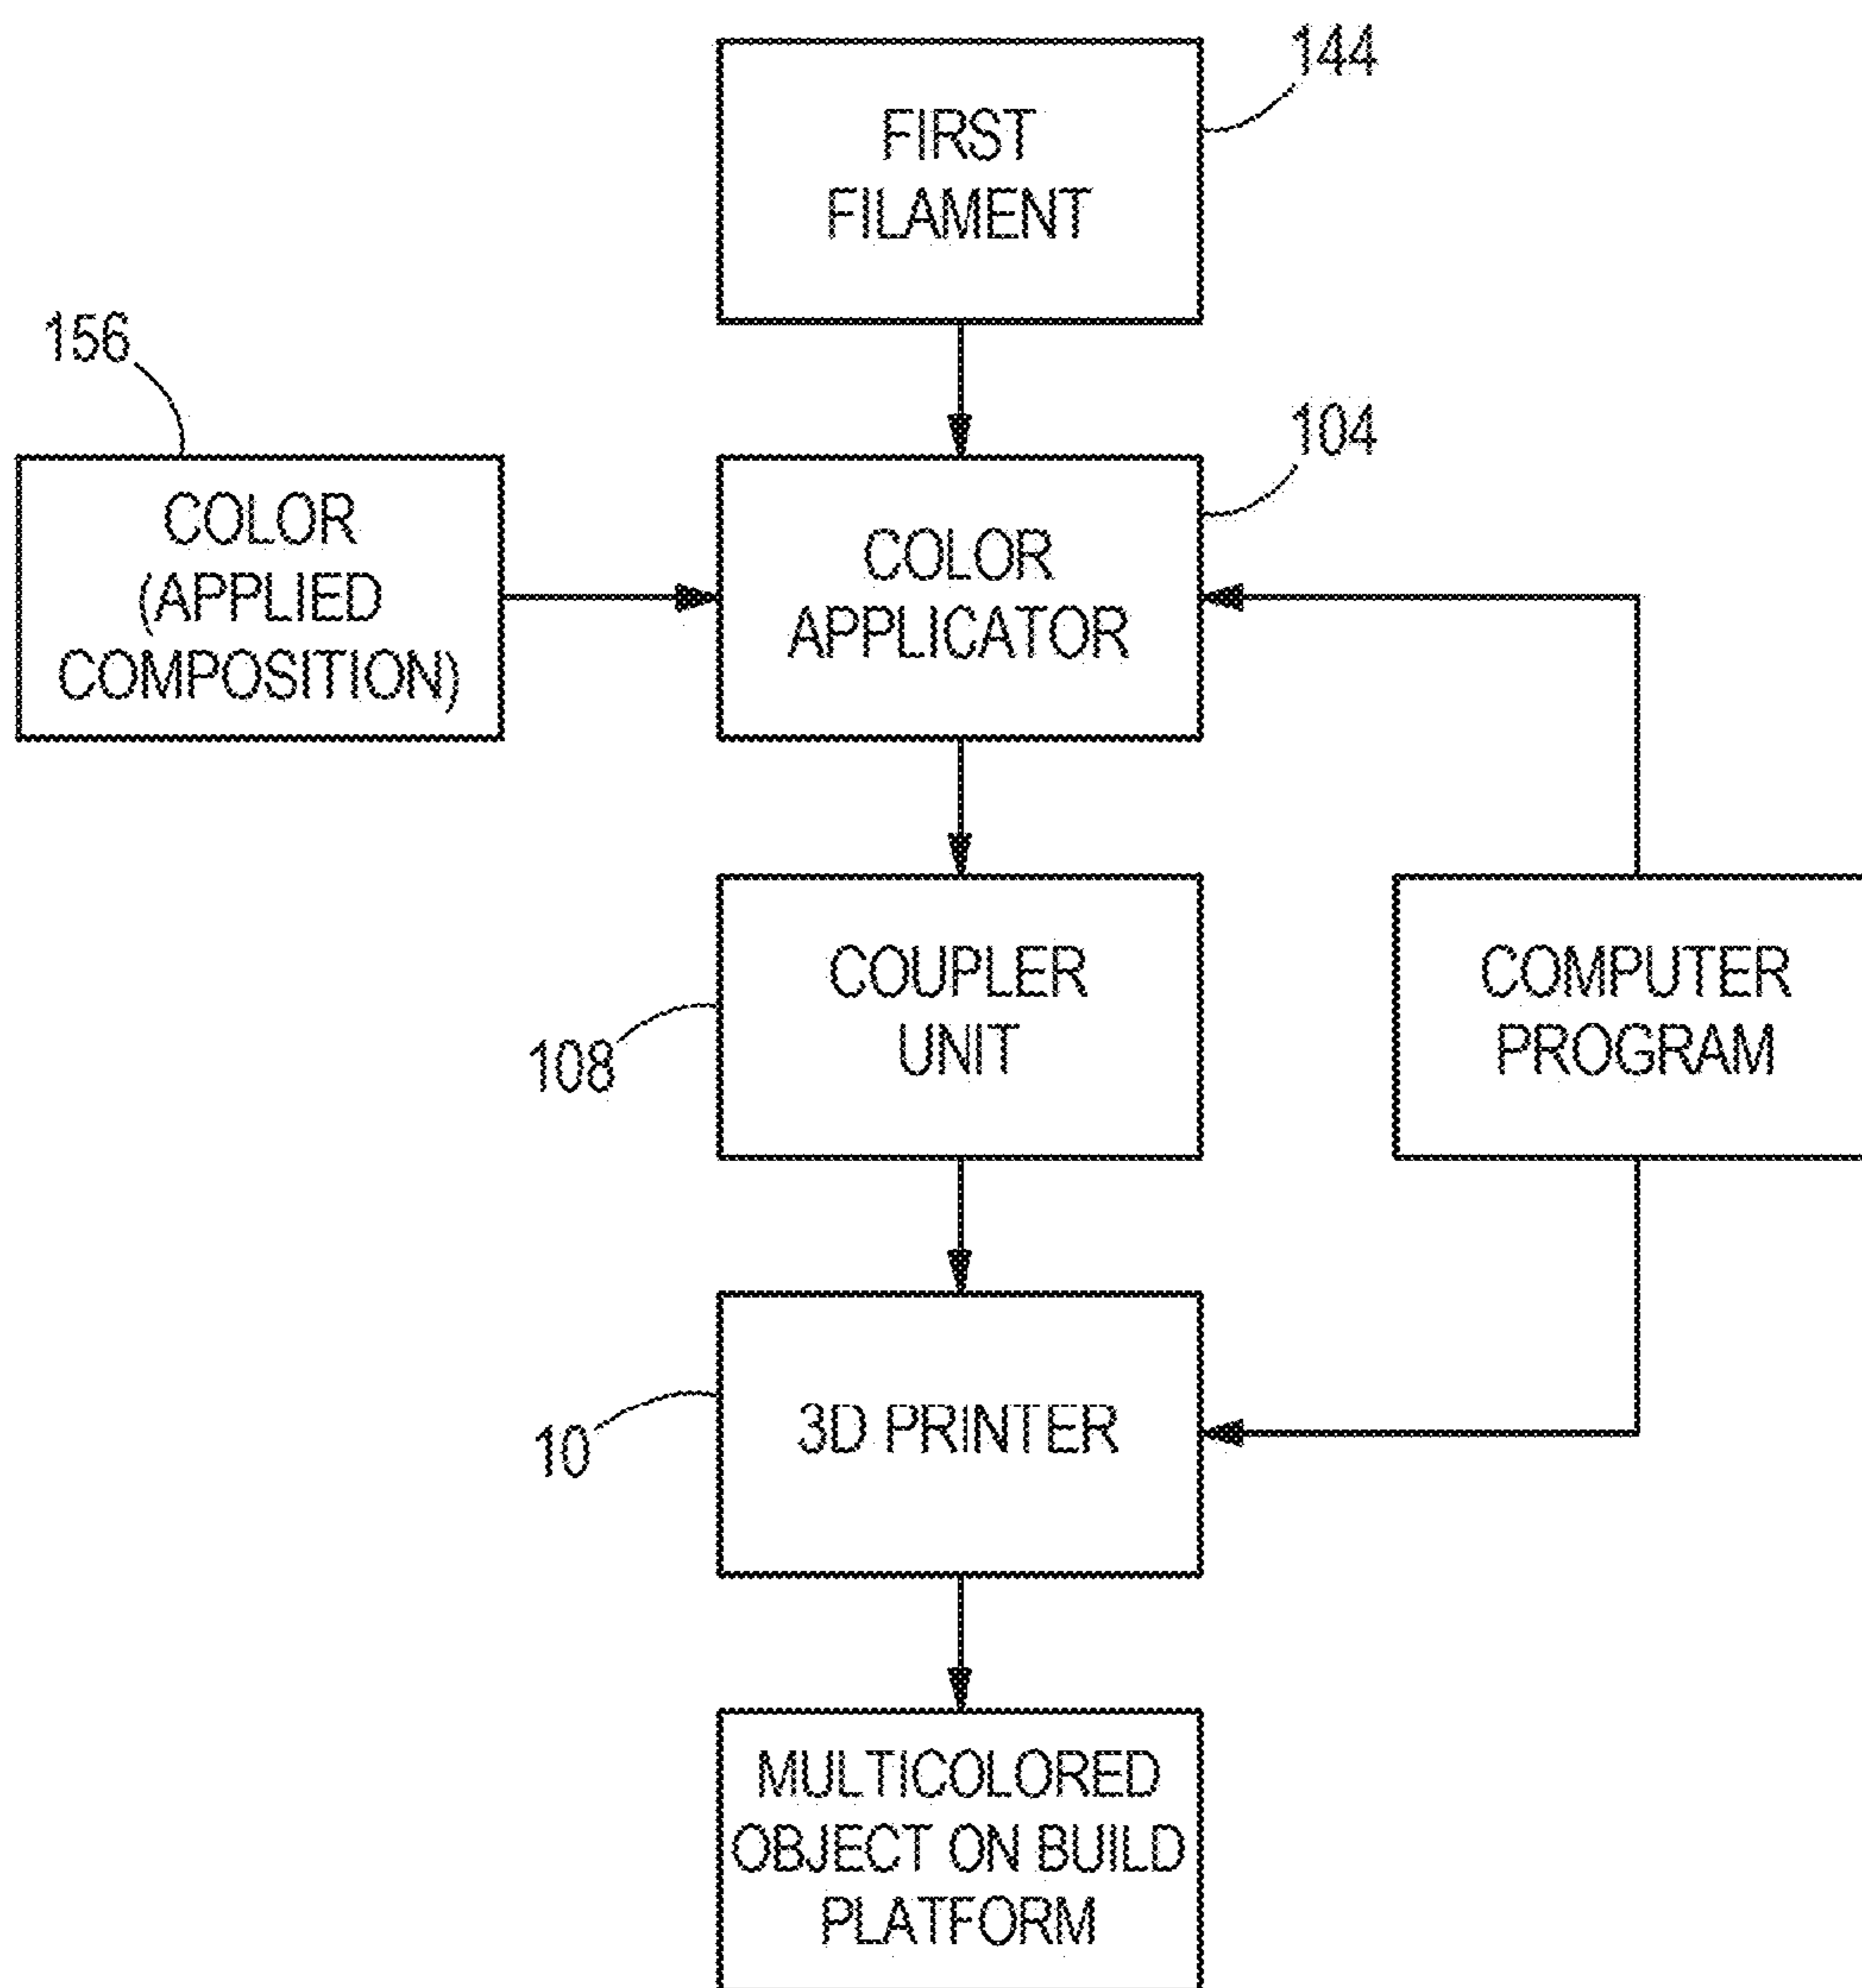 144
FIRST
FILAMENT
156
104
COLOR
(APPLIED
COMPOSITION)
COLOR
APPLICATOR
COUPLER
UNIT
108
COMPUTER
PROGRAM
3D PRINTER
10
MULTICOLORED
OBJECT ON BUILD
PLATFORM